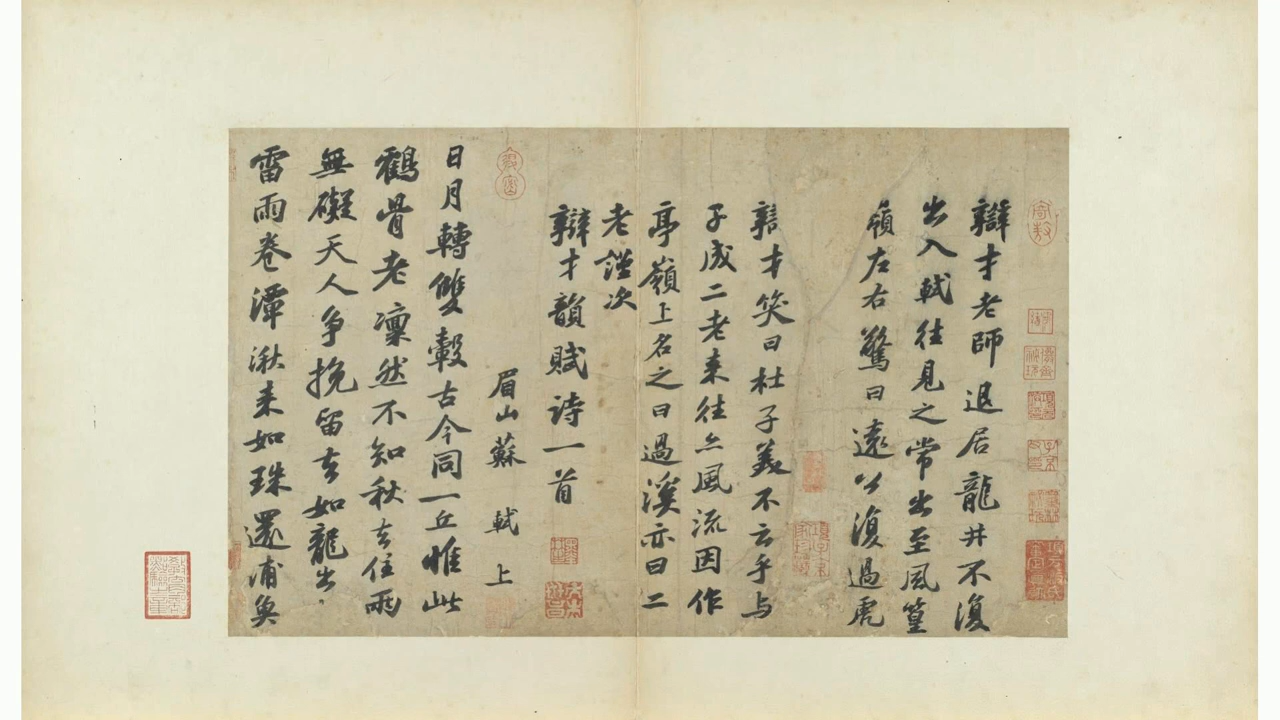 辯才老師退居龍井不復
出入軾往見之常出至風篁
嶺左右驚曰遠公復過虎
辯才笑曰杜子美不云乎與
子成二老来往亦風流因作
亭嶺上名之曰過溪亦曰二
老謹次
辯才韻賦詩一首
眉山蘇軾上
日月轉雙轂古今同一丘惟此
鶴骨老凜然不知秋去住兩
無礙天人争挽留去如龍出
雷雨卷潭湫来如珠還浦魚